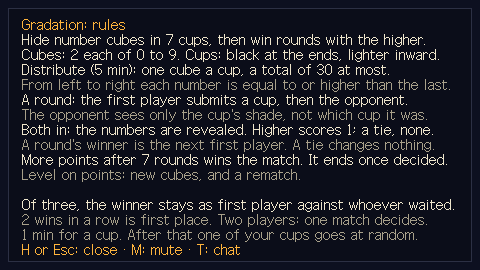 Gradation: rules
Hide number cubes in 7 cups, then win rounds with the higher.
Cubes: 2 each of 0 to 9. Cups: black at the ends, lighter inward.
Distribute (5 min): one cube a cup, a total of 30 at most.
From left to right each number is equal to or higher than the last.
A round: the first player submits a cup, then the opponent.
The opponent sees only the cup's shade, not which cup it was.
Both in: the numbers are revealed. Higher scores 1; a tie, none.
A round's winner is the next first player. A tie changes nothing.
More points after 7 rounds wins the match. It ends once decided.
Level on points: new cubes, and a rematch.
Of three, the winner stays as first player against whoever waited.
2 wins in a row is first place. Two players: one match decides.
1 min for a cup. After that one of your cups goes at random.
H or Esc: close · M: mute · T: chat